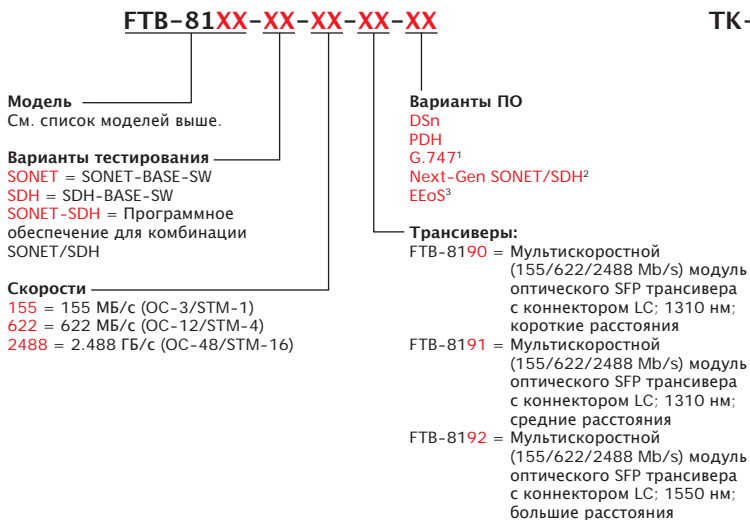 FTB-81XX-XX-XX-XX-XX
TK-
Модель
См. список моделей выше.
Варианты тестирования
SONET = SONET-BASE-SW
SDH = SDH-BASE-SW
SONET-SDH = Программное
обеспечение для комбинации
SONET/SDH
Скорости
155 = 155 МБ/с (OC-3/STM-1)
622 = 622 МБ/с (OC-12/STM-4)
2488 = 2.488 ГБ/с (OC-48/STM-16)
Варианты ПО
DSn
PDH
G.747¹
Next-Gen SONET/SDH²
EEoS³
Трансиверы:
FTB-8190 = Мультискоростной
(155/622/2488 Mb/s) модуль
оптического SFP трансивера
с коннектором LC; 1310 нм;
короткие расстояния
FTB-8191 = Мультискоростной
(155/622/2488 Mb/s) модуль
оптического SFP трансивера
с коннектором LC; 1310 нм;
средние расстояния
FTB-8192 = Мультискоростной
(155/622/2488 Mb/s) модуль
оптического SFP трансивера
с коннектором LC; 1550 нм;
большие расстояния